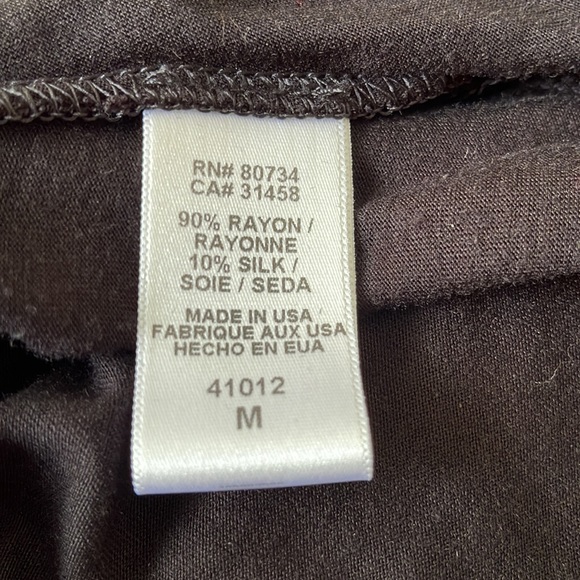 RN# 80734
CA# 31458
90% RAYON /
RAYONNE
10% SILK /
SOIE / SEDA
MADE IN USA /
FABRIQUE AUX USA
HECHO EN EUA
41012
M